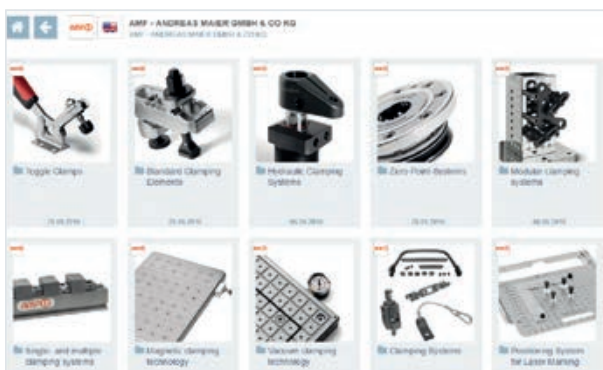 AMF - ANDREAS MAIER GMBH & CO KG
AMF - ANDREAS MAIER GMBH & CO KG
Toggle Clamps
Standard Clamping
Elements
Hydraulic Clamping
Systems
Zero-Point-Systems
Modular clamping
systems
Single- and multiple
clamping systems
Magnetic clamping
technology
Vacuum clamping
technology
Clamping Systems
Positioning System
for Laser Marking